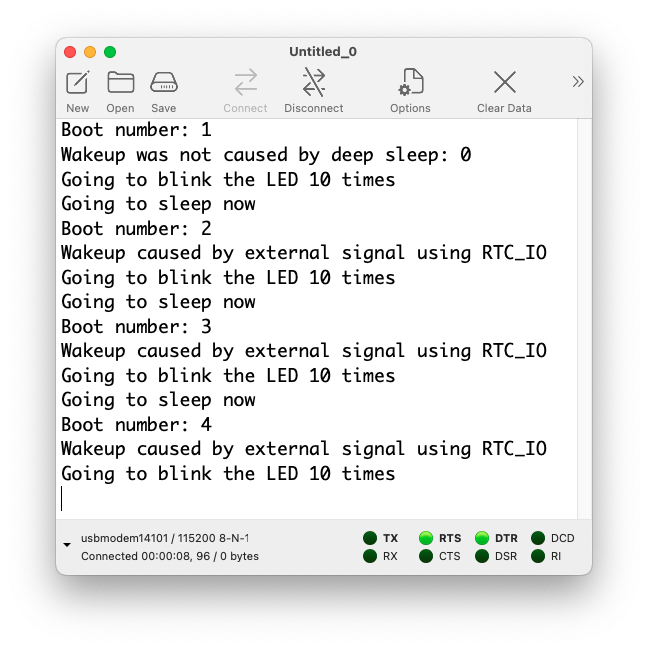 Untitled_0
New Open Save Connect Disconnect Options Clear Data
Boot number: 1
Wakeup was not caused by deep sleep: 0
Going to blink the LED 10 times
Going to sleep now
Boot number: 2
Wakeup caused by external signal using RTC_IO
Going to blink the LED 10 times
Going to sleep now
Boot number: 3
Wakeup caused by external signal using RTC_IO
Going to blink the LED 10 times
Going to sleep now
Boot number: 4
Wakeup caused by external signal using RTC_IO
Going to blink the LED 10 times
usbmodem14101 / 115200 8-N-1 TX RTS DTR DCD
Connected 00:00:08, 96 / 0 bytes RX CTS DSR RI